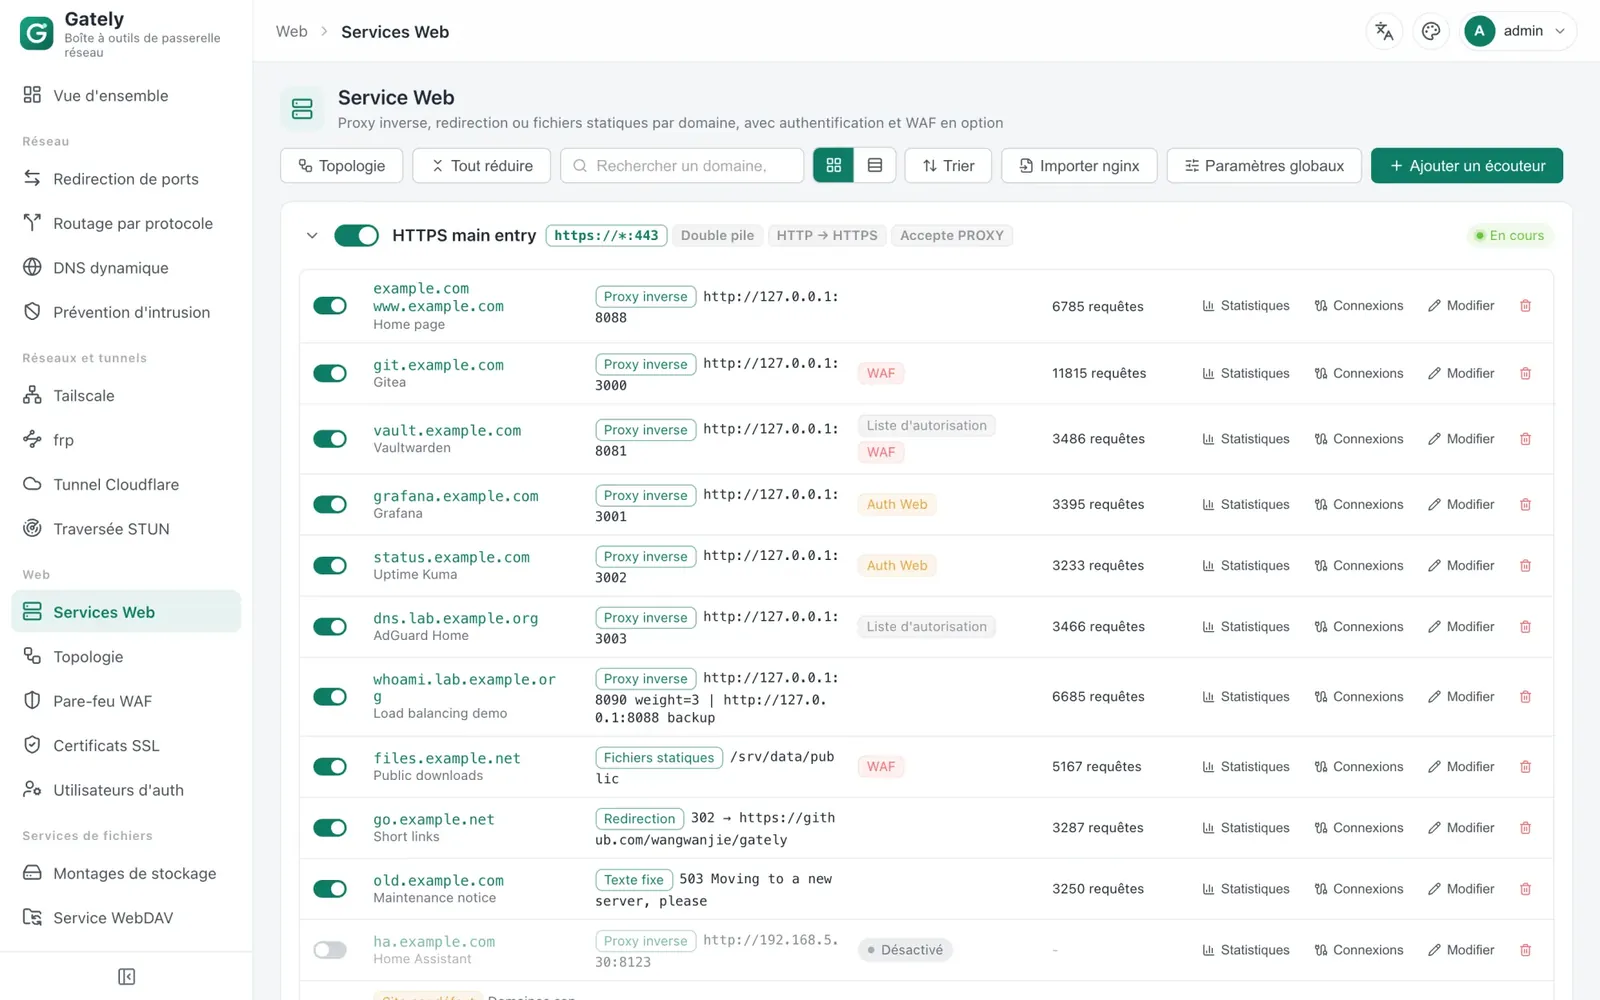 Gately
Boîte à outils de passerelle
réseau
Vue d'ensemble
Réseau
Redirection de ports
Routage par protocole
DNS dynamique
Prévention d'intrusion
Réseaux et tunnels
Tailscale
frp
Tunnel Cloudflare
Traversée STUN
Web
Services Web
Topologie
Pare-feu WAF
Certificats SSL
Utilisateurs d'auth
Services de fichiers
Montages de stockage
Service WebDAV
Web > Services Web
A admin
Service Web
Proxy inverse, redirection ou fichiers statiques par domaine, avec authentification et WAF en option
Topologie Tout réduire Rechercher un domaine, Trier Importer nginx Paramètres globaux + Ajouter un écouteur
HTTPS main entry https://*:443 Double pile HTTP → HTTPS Accepte PROXY En cours
example.com
www.example.com
Home page
Proxy inverse http://127.0.0.1:
8088
6785 requêtes Statistiques Connexions Modifier
git.example.com
Gitea
Proxy inverse http://127.0.0.1:
3000
WAF
11815 requêtes Statistiques Connexions Modifier
vault.example.com
Vaultwarden
Proxy inverse http://127.0.0.1:
8081
Liste d'autorisation
WAF
3486 requêtes Statistiques Connexions Modifier
grafana.example.com
Grafana
Proxy inverse http://127.0.0.1:
3001
Auth Web
3395 requêtes Statistiques Connexions Modifier
status.example.com
Uptime Kuma
Proxy inverse http://127.0.0.1:
3002
Auth Web
3233 requêtes Statistiques Connexions Modifier
dns.lab.example.org
AdGuard Home
Proxy inverse http://127.0.0.1:
3003
Liste d'autorisation
3466 requêtes Statistiques Connexions Modifier
whoami.lab.example.or
g
Load balancing demo
Proxy inverse http://127.0.0.1:
8090 weight=3 | http://127.0.
0.1:8088 backup
6685 requêtes Statistiques Connexions Modifier
files.example.net
Public downloads
Fichiers statiques /srv/data/pub
lic
WAF
5167 requêtes Statistiques Connexions Modifier
go.example.net
Short links
Redirection 302 → https://gith
ub.com/wangwanjie/gately
3287 requêtes Statistiques Connexions Modifier
old.example.com
Maintenance notice
Texte fixe 503 Moving to a new
server, please
3250 requêtes Statistiques Connexions Modifier
ha.example.com
Home Assistant
Proxy inverse http://192.168.5.
30:8123
Désactivé
- Statistiques Connexions Modifier